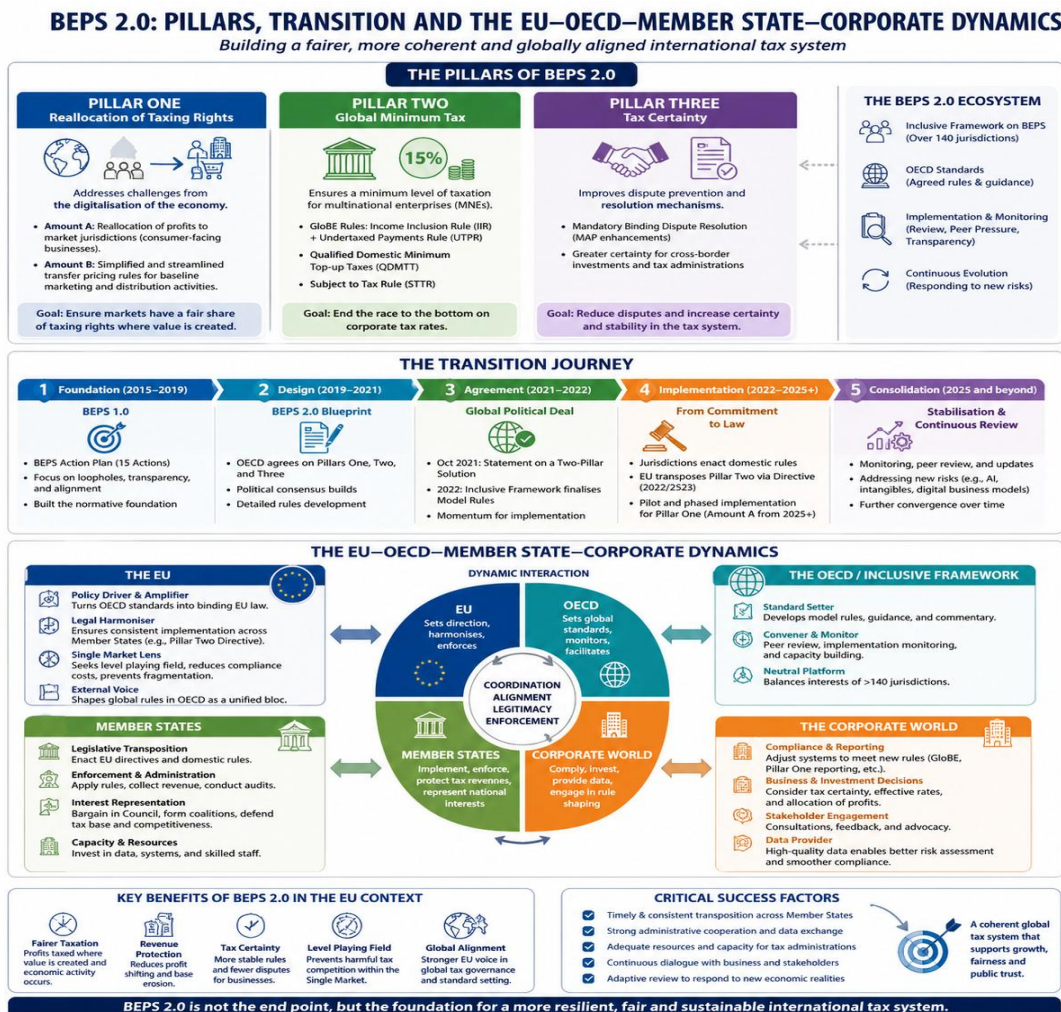 BEPS 2.0: PILLARS, TRANSITION AND THE EU–OECD–MEMBER STATE–CORPORATE DYNAMICS
Building a fairer, more coherent and globally aligned international tax system
THE PILLARS OF BEPS 2.0
PILLAR ONE
Reallocation of Taxing Rights
Addresses challenges from
the digitalisation of the economy.
• Amount A: Reallocation of profits to
market jurisdictions (consumer-facing
businesses).
• Amount B: Simplified and streamlined
transfer pricing rules for baseline
marketing and distribution activities.
Goal: Ensure markets have a fair share
of taxing rights where value is created.
PILLAR TWO
Global Minimum Tax
15%
Ensures a minimum level of taxation
for multinational enterprises (MNEs).
• GloBE Rules: Income Inclusion Rule (IIR)
+ Undertaxed Payments Rule (UTPR)
• Qualified Domestic Minimum
Top-up Taxes (QDMTT)
• Subject to Tax Rule (STTR)
Goal: End the race to the bottom on
corporate tax rates.
PILLAR THREE
Tax Certainty
Improves dispute prevention and
resolution mechanisms.
• Mandatory Binding Dispute Resolution
(MAP enhancements)
• Greater certainty for cross-border
investments and tax administrations
Goal: Reduce disputes and increase certainty
and stability in the tax system.
THE BEPS 2.0 ECOSYSTEM
Inclusive Framework on BEPS
(Over 140 jurisdictions)
OECD Standards
(Agreed rules & guidance)
Implementation & Monitoring
(Review, Peer Pressure,
Transparency)
Continuous Evolution
(Responding to new risks)
THE TRANSITION JOURNEY
1 Foundation (2015–2019)
BEPS 1.0
• BEPS Action Plan (15 Actions)
• Focus on loopholes, transparency,
and alignment
• Built the normative foundation
2 Design (2019–2021)
BEPS 2.0 Blueprint
• OECD agrees on Pillars One, Two,
and Three
• Political consensus builds
• Detailed rules development
3 Agreement (2021–2022)
Global Political Deal
• Oct 2021: Statement on a Two-Pillar
Solution
• 2022: Inclusive Framework finalises
Model Rules
• Momentum for implementation
4 Implementation (2022–2025+)
From Commitment
to Law
• Jurisdictions enact domestic rules
• EU transposes Pillar Two via Directive
(2022/2S23)
• Pilot and phased implementation
for Pillar One (Amount A from 2025+)
5 Consolidation (2025 and beyond)
Stabilisation &
Continuous Review
• Monitoring, peer review, and updates
• Addressing new risks (e.g., AI,
intangibles, digital business models)
• Further convergence over time
THE EU–OECD–MEMBER STATE–CORPORATE DYNAMICS
THE EU
Policy Driver & Amplifier
Turns OECD standards into binding EU law.
Legal Harmoniser
Ensures consistent implementation across
Member States (e.g., Pillar Two Directive).
Single Market Lens
Seeks level playing field, reduces compliance
costs, prevents fragmentation.
External Voice
Shapes global rules in OECD as a unified bloc.
MEMBER STATES
Legislative Transposition
Enact EU directives and domestic rules.
Enforcement & Administration
Apply rules, collect revenue, conduct audits.
Interest Representation
Bargain in Council, form coalitions, defend
tax base and competitiveness.
Capacity & Resources
Invest in data, systems, and skilled staff.
DYNAMIC INTERACTION
EU
Sets direction,
harmonises,
enforces
OECD
Sets global
standards,
monitors,
facilitates
COORDINATION
ALIGNMENT
LEGITIMACY
ENFORCEMENT
MEMBER STATES
Implement, enforce,
protect tax revennes,
represent national
interests
CORPORATE WORLD
Comply, invest,
provide data,
engage in rule
shaping
THE OECD / INCLUSIVE FRAMEWORK
Standard Setter
Develops model rules, guidance, and commentary.
Convener & Monitor
Peer review, implementation monitoring,
and capacity building.
Neutral Platform
Balances interests of >140 jurisdictions.
THE CORPORATE WORLD
Compliance & Reporting
Adjust systems to meet new rules (GloBE,
Pillar One reporting, etc.).
Business & Investment Decisions
Consider tax certainty, effective rates,
and allocation of profits.
Stakeholder Engagement
Consultations, feedback, and advocacy.
Data Provider
High-quality data enables better risk assessment
and smoother compliance.
KEY BENEFITS OF BEPS 2.0 IN THE EU CONTEXT
Fairer Taxation
Profits taxed where
value is created and
economic activity
occurs.
Revenue
Protection
Reduces profit
shifting and base
erosion.
Tax Certainty
More stable rules
and fewer disputes
for businesses.
Level Playing Field
Prevents harmful tax
competition within the
Single Market.
Global Alignment
Stronger EU voice in
global tax governance
and standard setting.
CRITICAL SUCCESS FACTORS
Timely & consistent transposition across Member States
Strong administrative cooperation and data exchange
Adequate resources and capacity for tax administrations
Continuous dialogue with business and stakeholders
Adaptive review to respond to new economic realities
A coherent global
tax system that
supports growth,
fairness and
public trust.
BEPS 2.0 is not the end point, but the foundation for a more resilient, fair and sustainable international tax system.